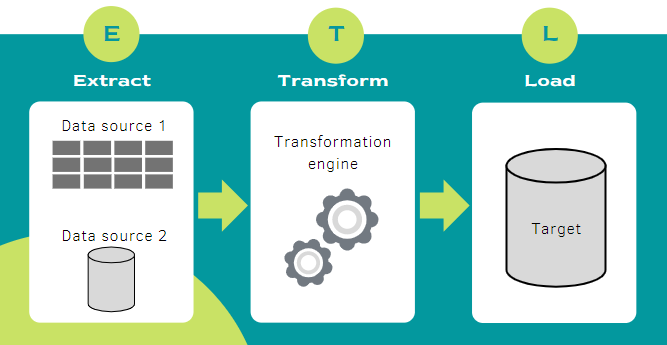 E
Extract
Data source 1
Data source 2
T
Transform
Transformation
engine
L
Load
Target